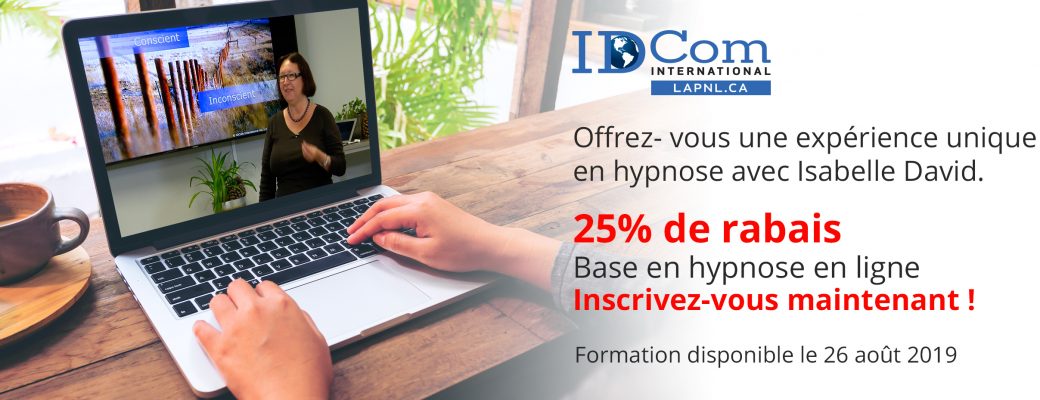 Conscient
Inconscient
IDCom
INTERNATIONAL
LAPNL.CA
Offrez- vous une expérience unique
en hypnose avec Isabelle David.
25% de rabais
Base en hypnose en ligne
Inscrivez-vous maintenant !
Formation disponible le 26 août 2019